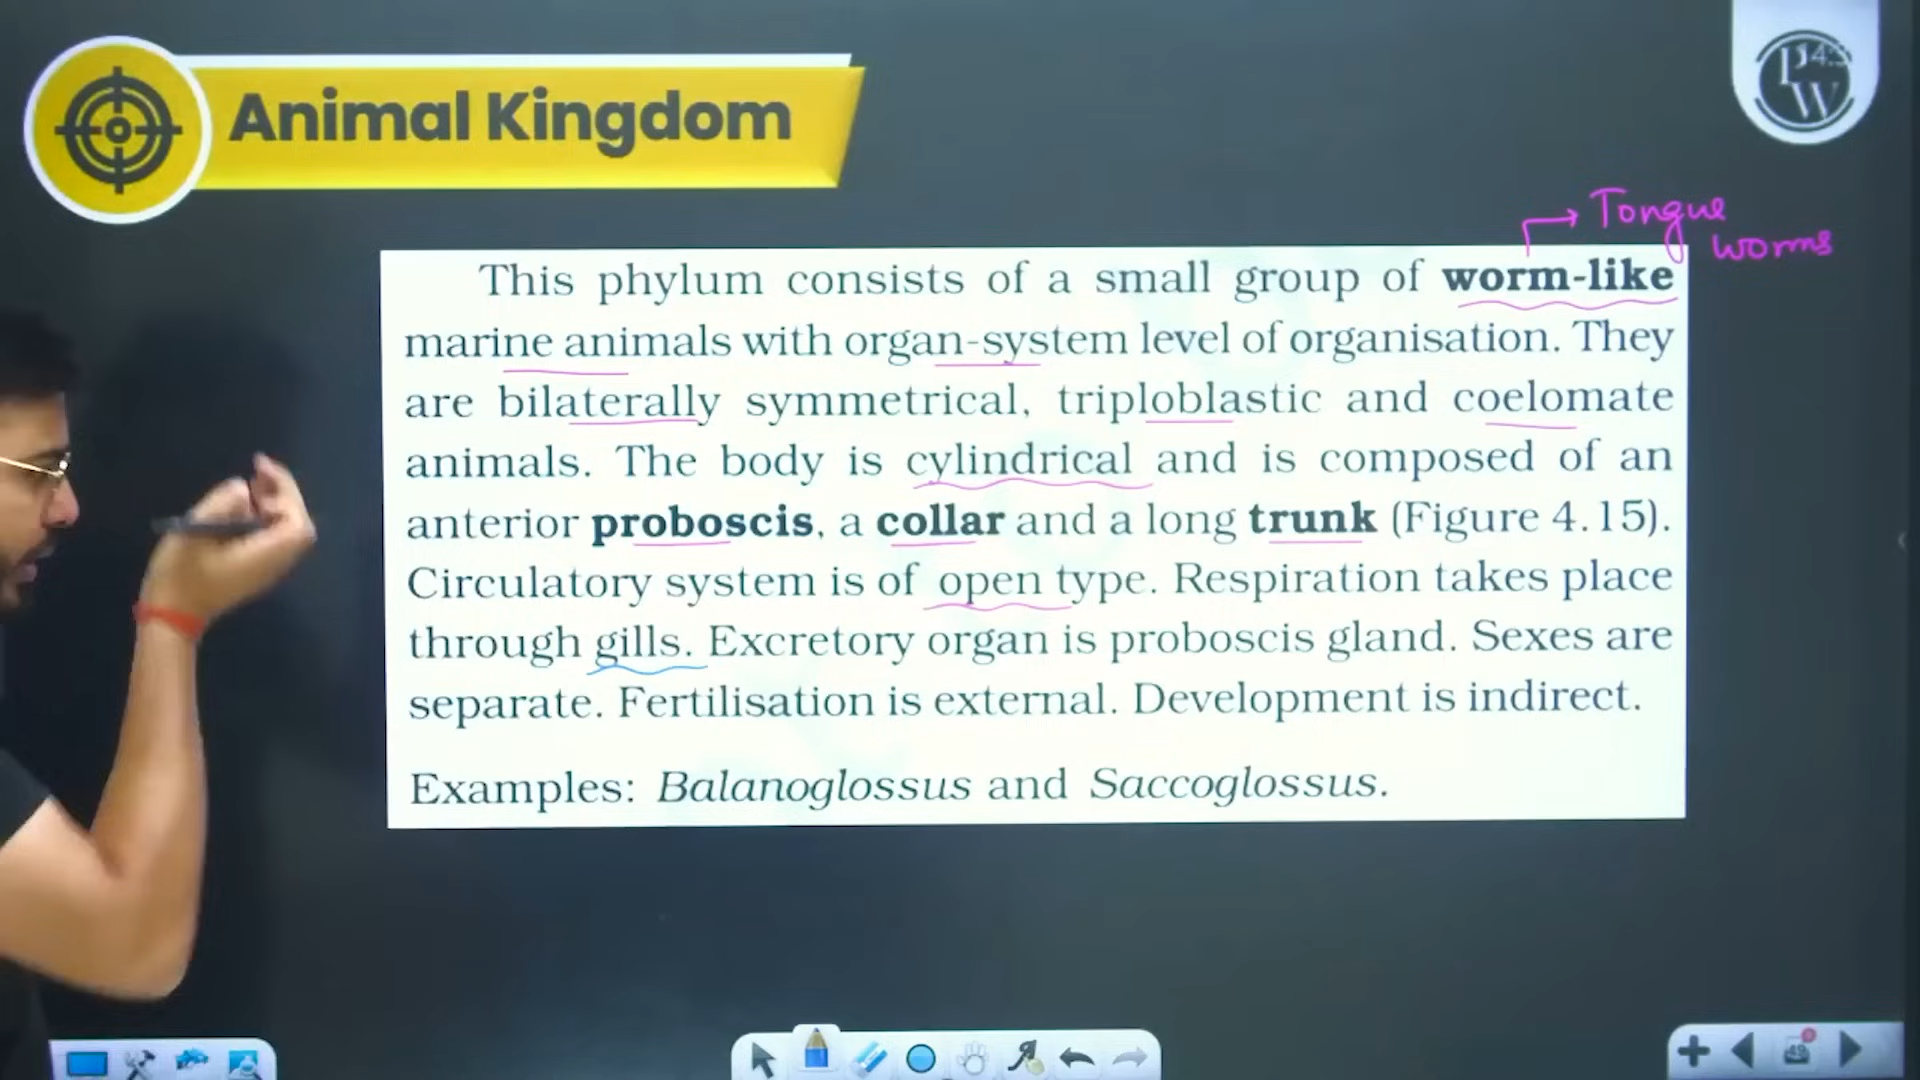 Animal Kingdom
PW
Tongue
worms
This phylum consists of a small group of worm-like
marine animals with organ-system level of organisation. They
are bilaterally symmetrical, triploblastic and coelomate
animals. The body is cylindrical and is composed of an
anterior proboscis, a collar and a long trunk (Figure 4.15).
Circulatory system is of open type. Respiration takes place
through gills. Excretory organ is proboscis gland. Sexes are
separate. Fertilisation is external. Development is indirect.
Examples: Balanoglossus and Saccoglossus.
49